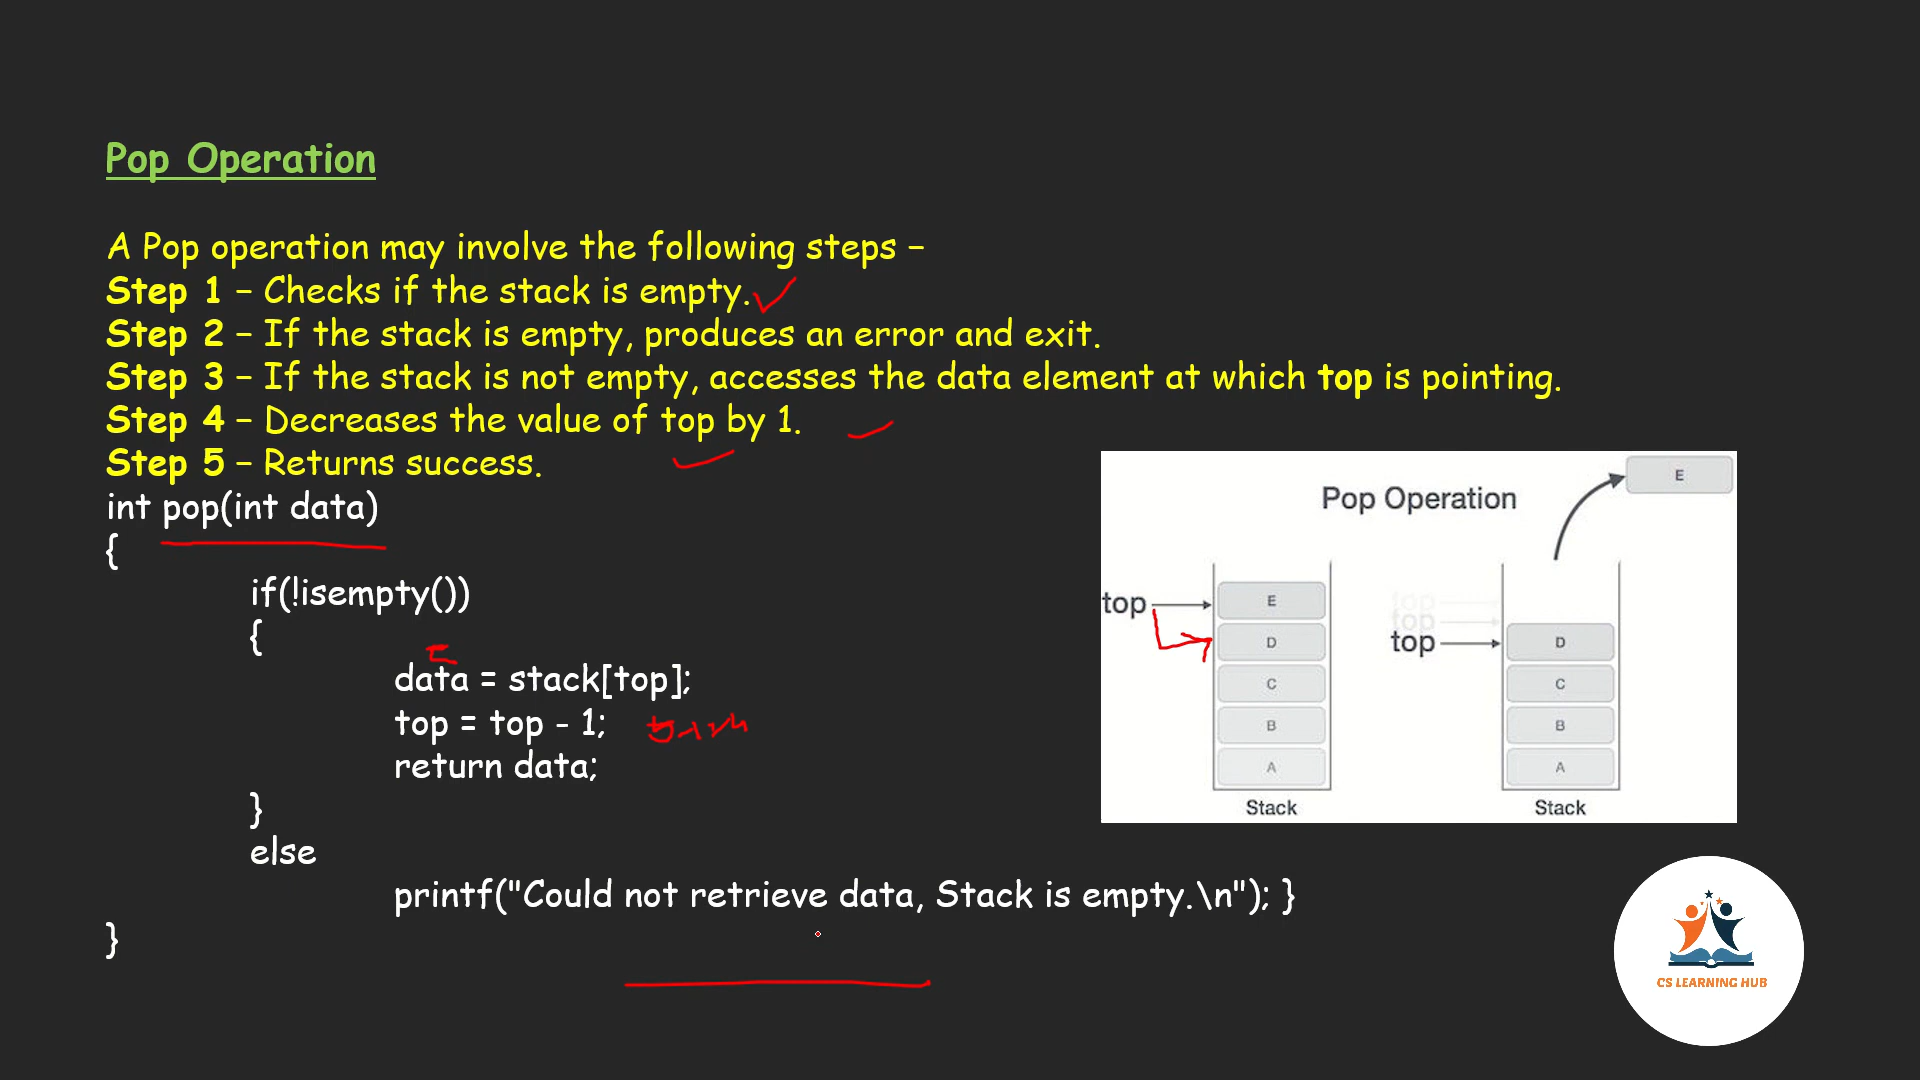 Pop Operation
A Pop operation may involve the following steps –
Step 1 – Checks if the stack is empty.
Step 2 – If the stack is empty, produces an error and exit.
Step 3 – If the stack is not empty, accesses the data element at which top is pointing.
Step 4 – Decreases the value of top by 1.
Step 5 – Returns success.
int pop(int data)
{
if(!isempty())
{
data = stack[top];
top = top - 1;
return data;
}
else
printf("Could not retrieve data, Stack is empty.\n"); }
}
Pop Operation
E
top
E
D
C
B
A
Stack
top
top
top
D
C
B
A
Stack
CS LEARNING HUB